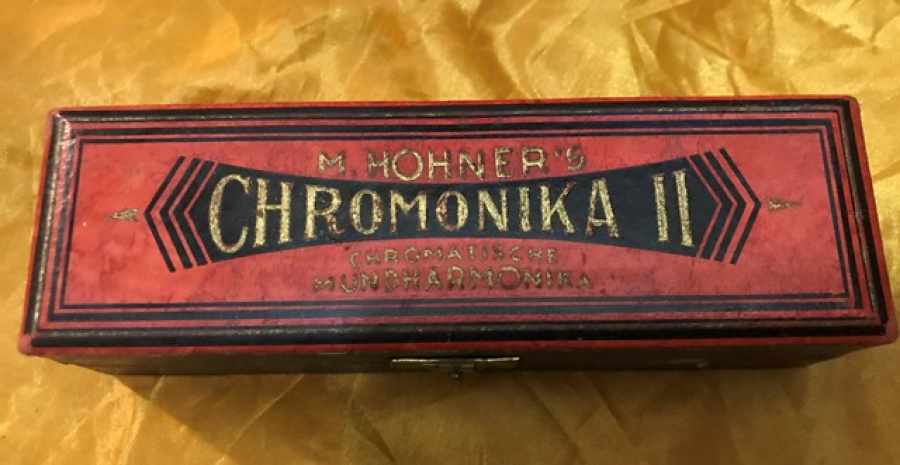 M. HOHNER'S
CHROMONIKA II
CHROMATISCHE
MUNDHARMONIKA